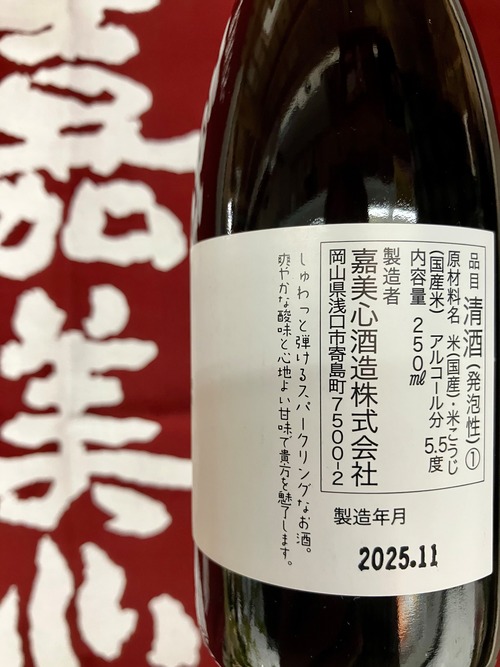 嘉美心
品目 清酒(発泡性)①
原材料名 米(国産)・米こうじ
(国産米) アルコール分 5.5度
内容量 250㎖
製造者
嘉美心酒造株式会社
岡山県浅口市寄島町7500-2
しゅわっと弾けるスパークリングなお酒。
爽やかな酸味と心地よい甘味で貴方を魅了します。
製造年月
2025.11